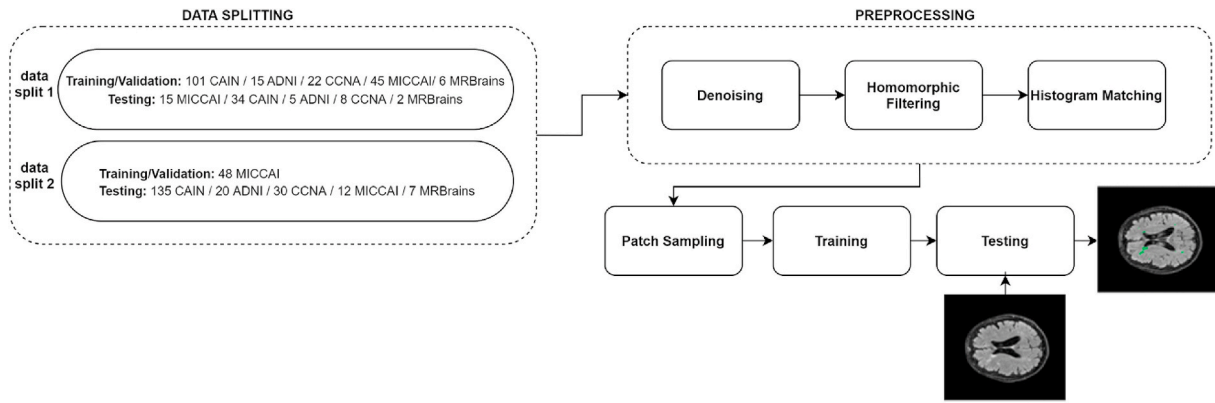 DATA SPLITTING
data
split 1
Training/Validation: 101 CAIN / 15 ADNI / 22 CCNA / 45 MICCAI/ 6 MRBrains
Testing: 15 MICCAI / 34 CAIN / 5 ADNI / 8 CCNA / 2 MRBrains
data
split 2
Training/Validation: 48 MICCAI
Testing: 135 CAIN / 20 ADNI / 30 CCNA / 12 MICCAI / 7 MRBrains
PREPROCESSING
Denoising
Homomorphic
Filtering
Histogram Matching
Patch Sampling
Training
Testing